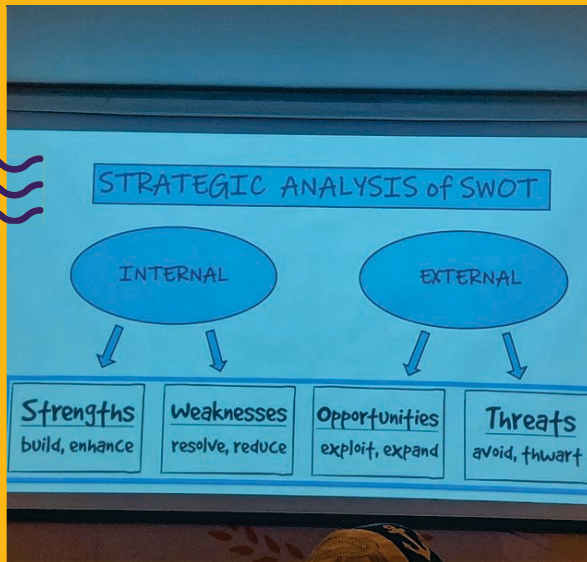 STRATEGIC ANALYSIS of SWOT
INTERNAL
EXTERNAL
Strengths
build, enhance
Weaknesses
resolve, reduce
Opportunities
exploit, expand
Threats
avoid, thwart